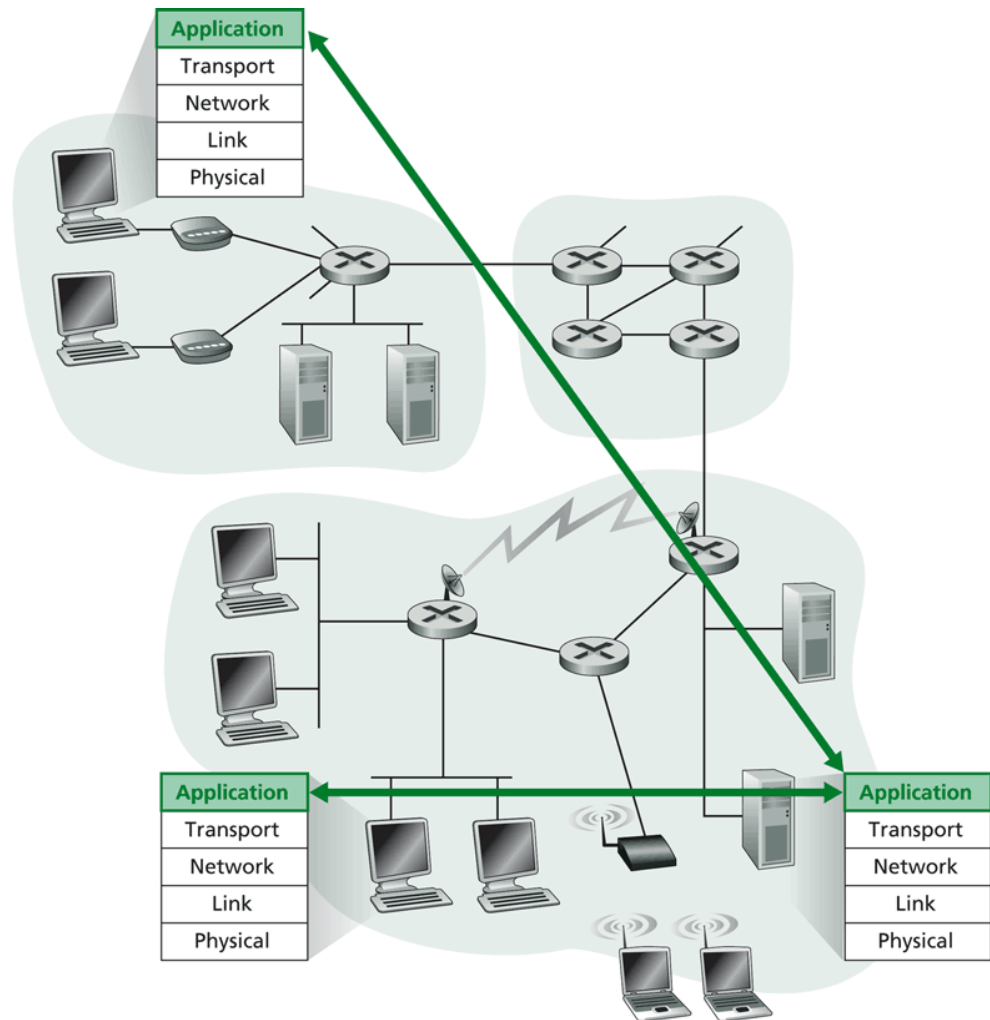 Application
Transport
Network
Link
Physical
Application
Transport
Network
Link
Physical
Application
Transport
Network
Link
Physical